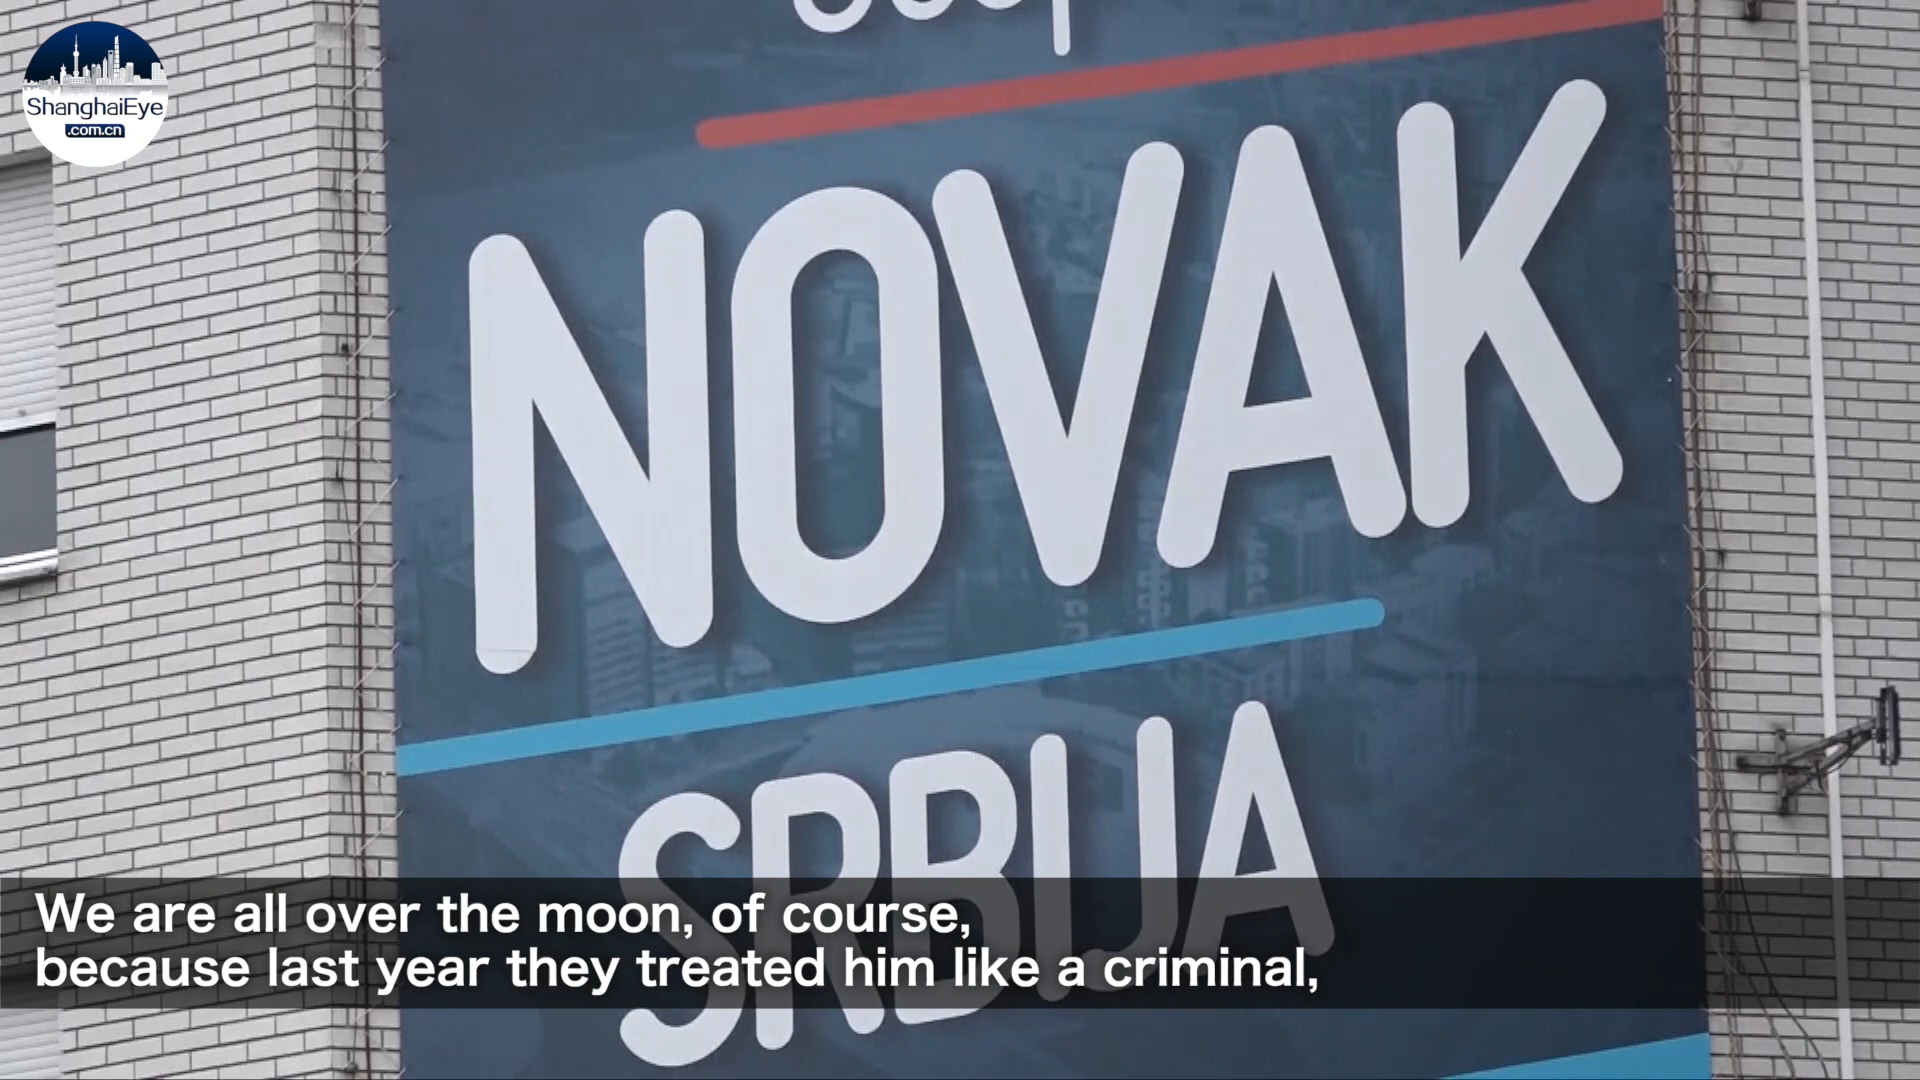 ShanghaiEye
.com.cn
NOVAK
SRBIJA
We are all over the moon, of course,
because last year they treated him like a criminal,